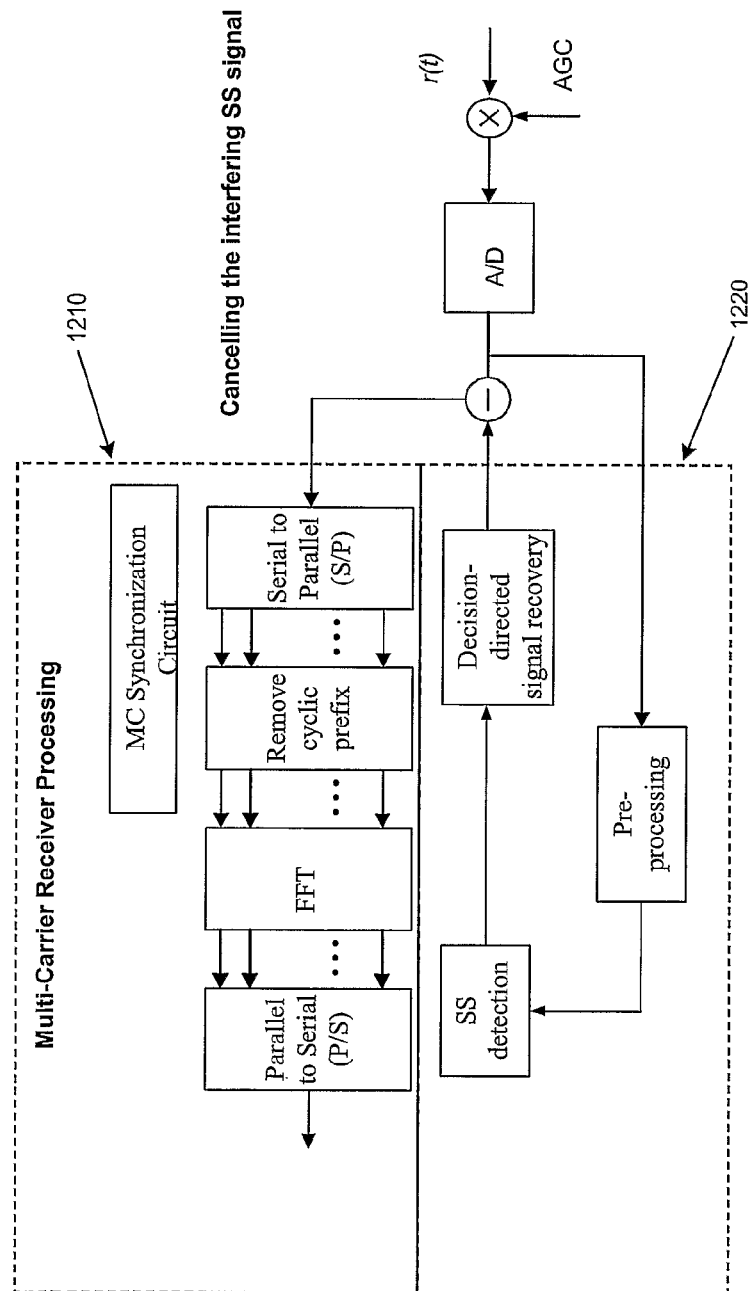 Multi-Carrier Receiver Processing
1210
Cancelling the interfering SS signal
MC Synchronization
Circuit
Parallel
to Serial
(P/S)
FFT
Remove
cyclic
prefix
Serial to
Parallel
(S/P)
r(t)
A/D
AGC
SS
detection
Decision-
directed
signal recovery
Pre-
processing
1220